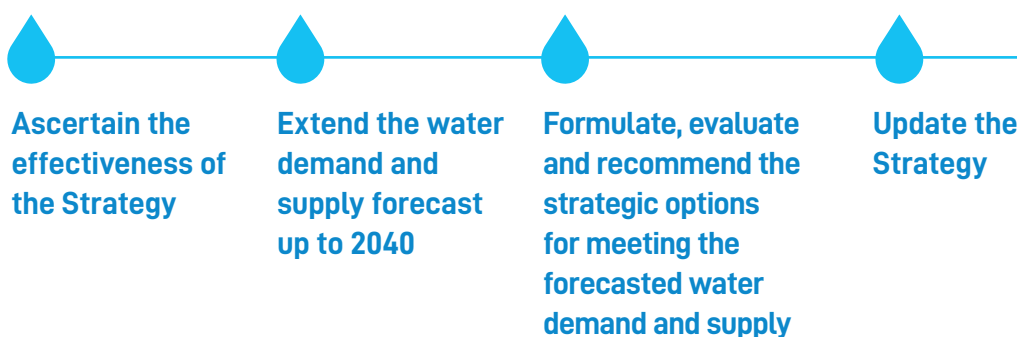 Ascertain the
effectiveness of
the Strategy
Extend the water
demand and
supply forecast
up to 2040
Formulate, evaluate
and recommend the
strategic options
for meeting the
forecasted water
demand and supply
Update the
Strategy